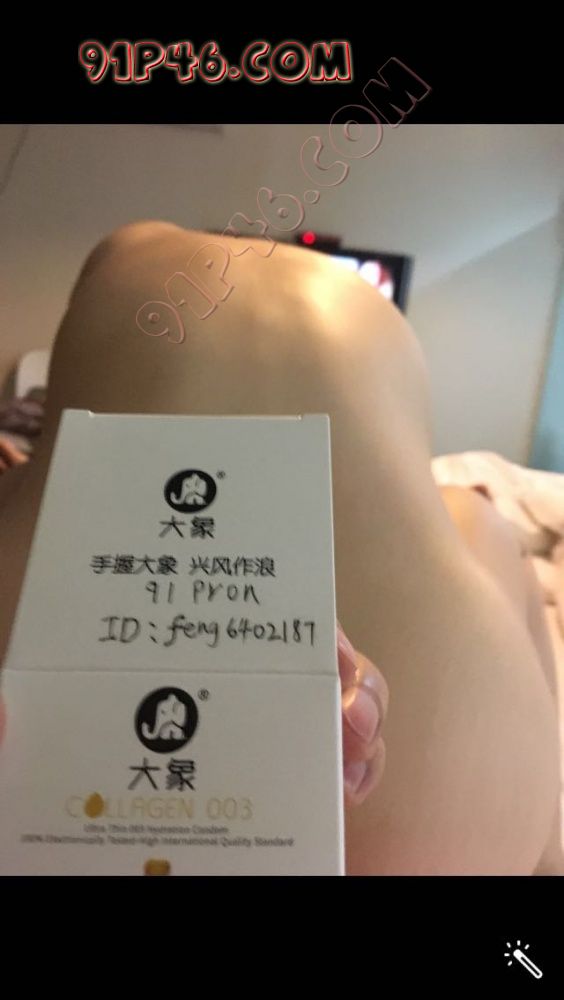 91P46.COM
91P46.COM
®
大象
手握大象 兴风作浪
91 Pron
ID:feng6402187
®
大象
COLLAGEN 003
Ultra Thin 003 Hydration Condom
100% Electronically Tested-High International Quality Standard